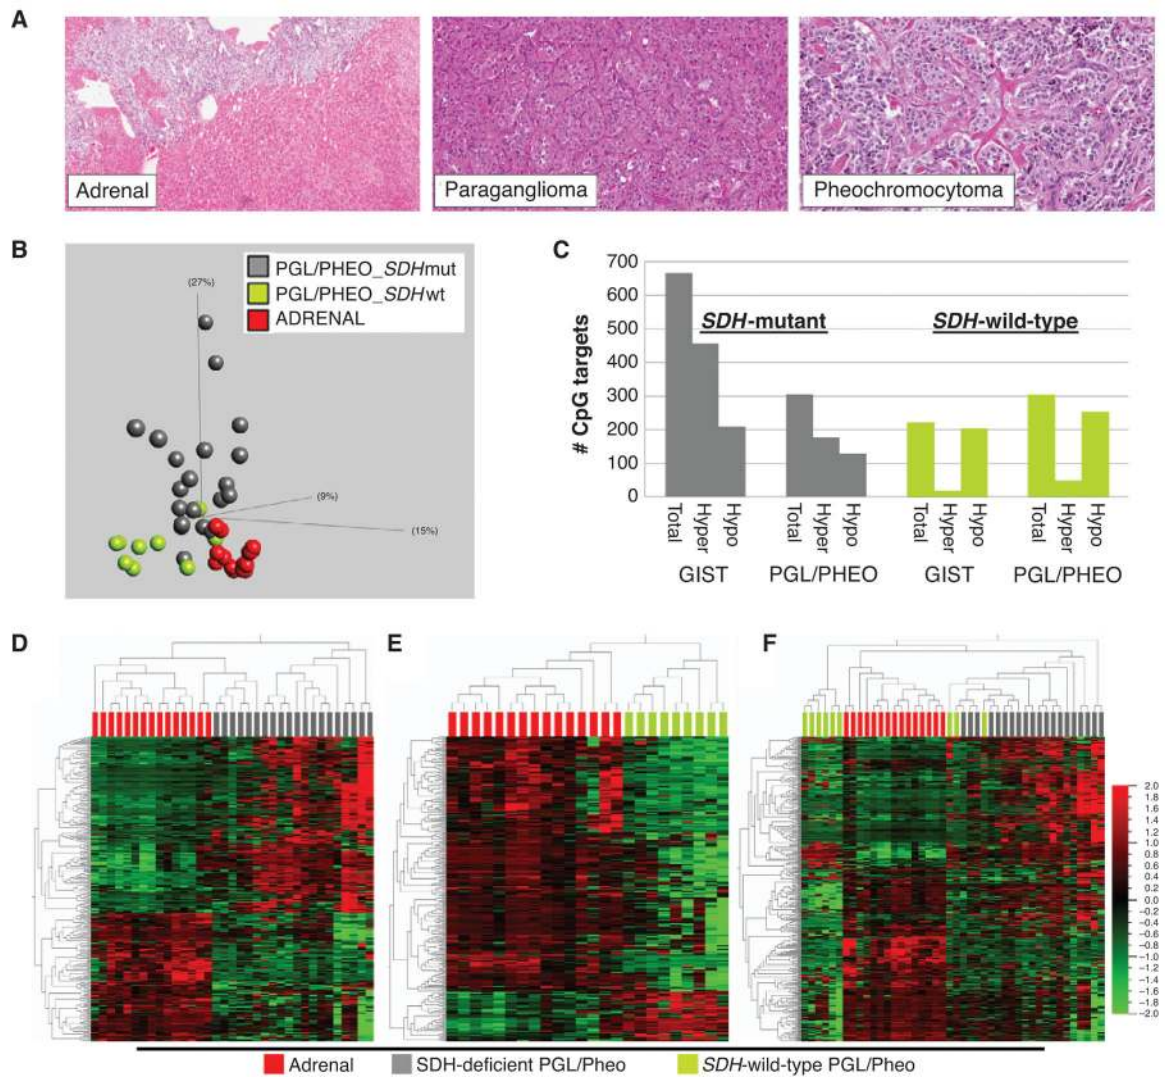 A
Adrenal
Paraganglioma
Pheochromocytoma
B
PGL/PHEO_SDHmut
PGL/PHEO_SDHwt
ADRENAL
(27%)
(9%)
(15%)
C
# CpG targets
700
600
500
400
300
200
100
0
SDH-mutant
SDH-wild-type
Total
Hyper
Hypo
Total
Hyper
Hypo
Total
Hyper
Hypo
Total
Hyper
Hypo
GIST
PGL/PHEO
GIST
PGL/PHEO
D
E
F
2.0
1.8
1.6
1.4
1.2
1.0
0.8
0.6
0.4
0.2
0.0
−0.2
−0.4
−0.6
−0.8
−1.0
−1.2
−1.4
−1.6
−1.8
−2.0
Adrenal
SDH-deficient PGL/Pheo
SDH-wild-type PGL/Pheo